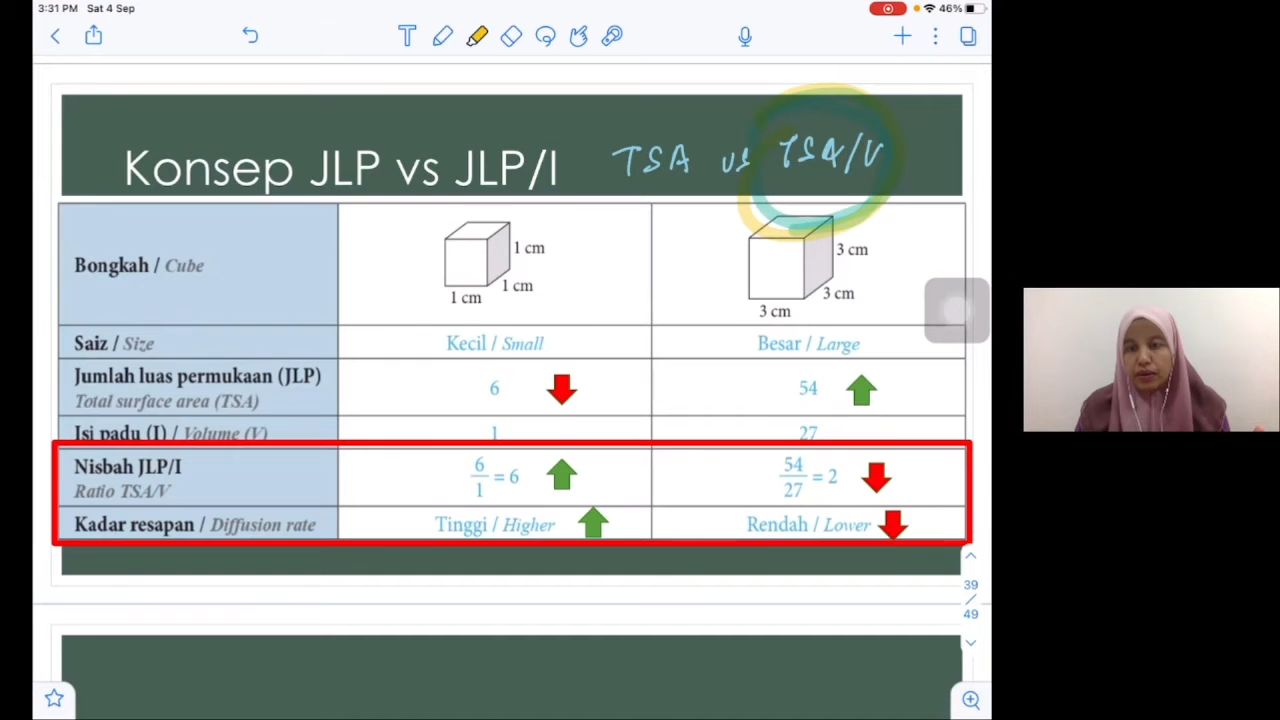 3:31 PM Sat 4 Sep
46%
T
Konsep JLP vs JLP/I TSA vs TSA/V
Bongkah / Cube
1 cm
1 cm
1 cm
3 cm
3 cm
3 cm
Saiz / Size
Kecil / Small
Besar / Large
Jumlah luas permukaan (JLP)
Total surface area (TSA)
6
54
Isi padu (I) / Volume (V)
1
27
Nisbah JLP/I
Ratio TSA/V
6/1 = 6
54/27 = 2
Kadar resapan / Diffusion rate
Tinggi / Higher
Rendah / Lower
39
/
49